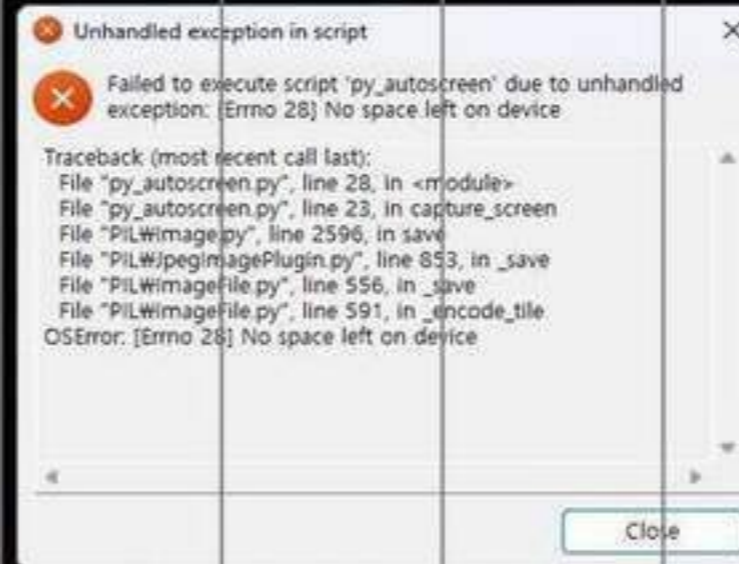 Unhandled exception in script
Failed to execute script 'py_autoscreen' due to unhandled
exception: [Errno 28] No space left on device
Traceback (most recent call last):
File "py_autoscreen.py", line 28, in <module>
File "py_autoscreen.py", line 23, in capture_screen
File "PIL₩Image.py", line 2596, in save
File "PIL₩JpegImagePlugin.py", line 853, in _save
File "PIL₩ImageFile.py", line 556, in _save
File "PIL₩ImageFile.py", line 591, in _encode_tile
OSError: [Errno 28] No space left on device
Close